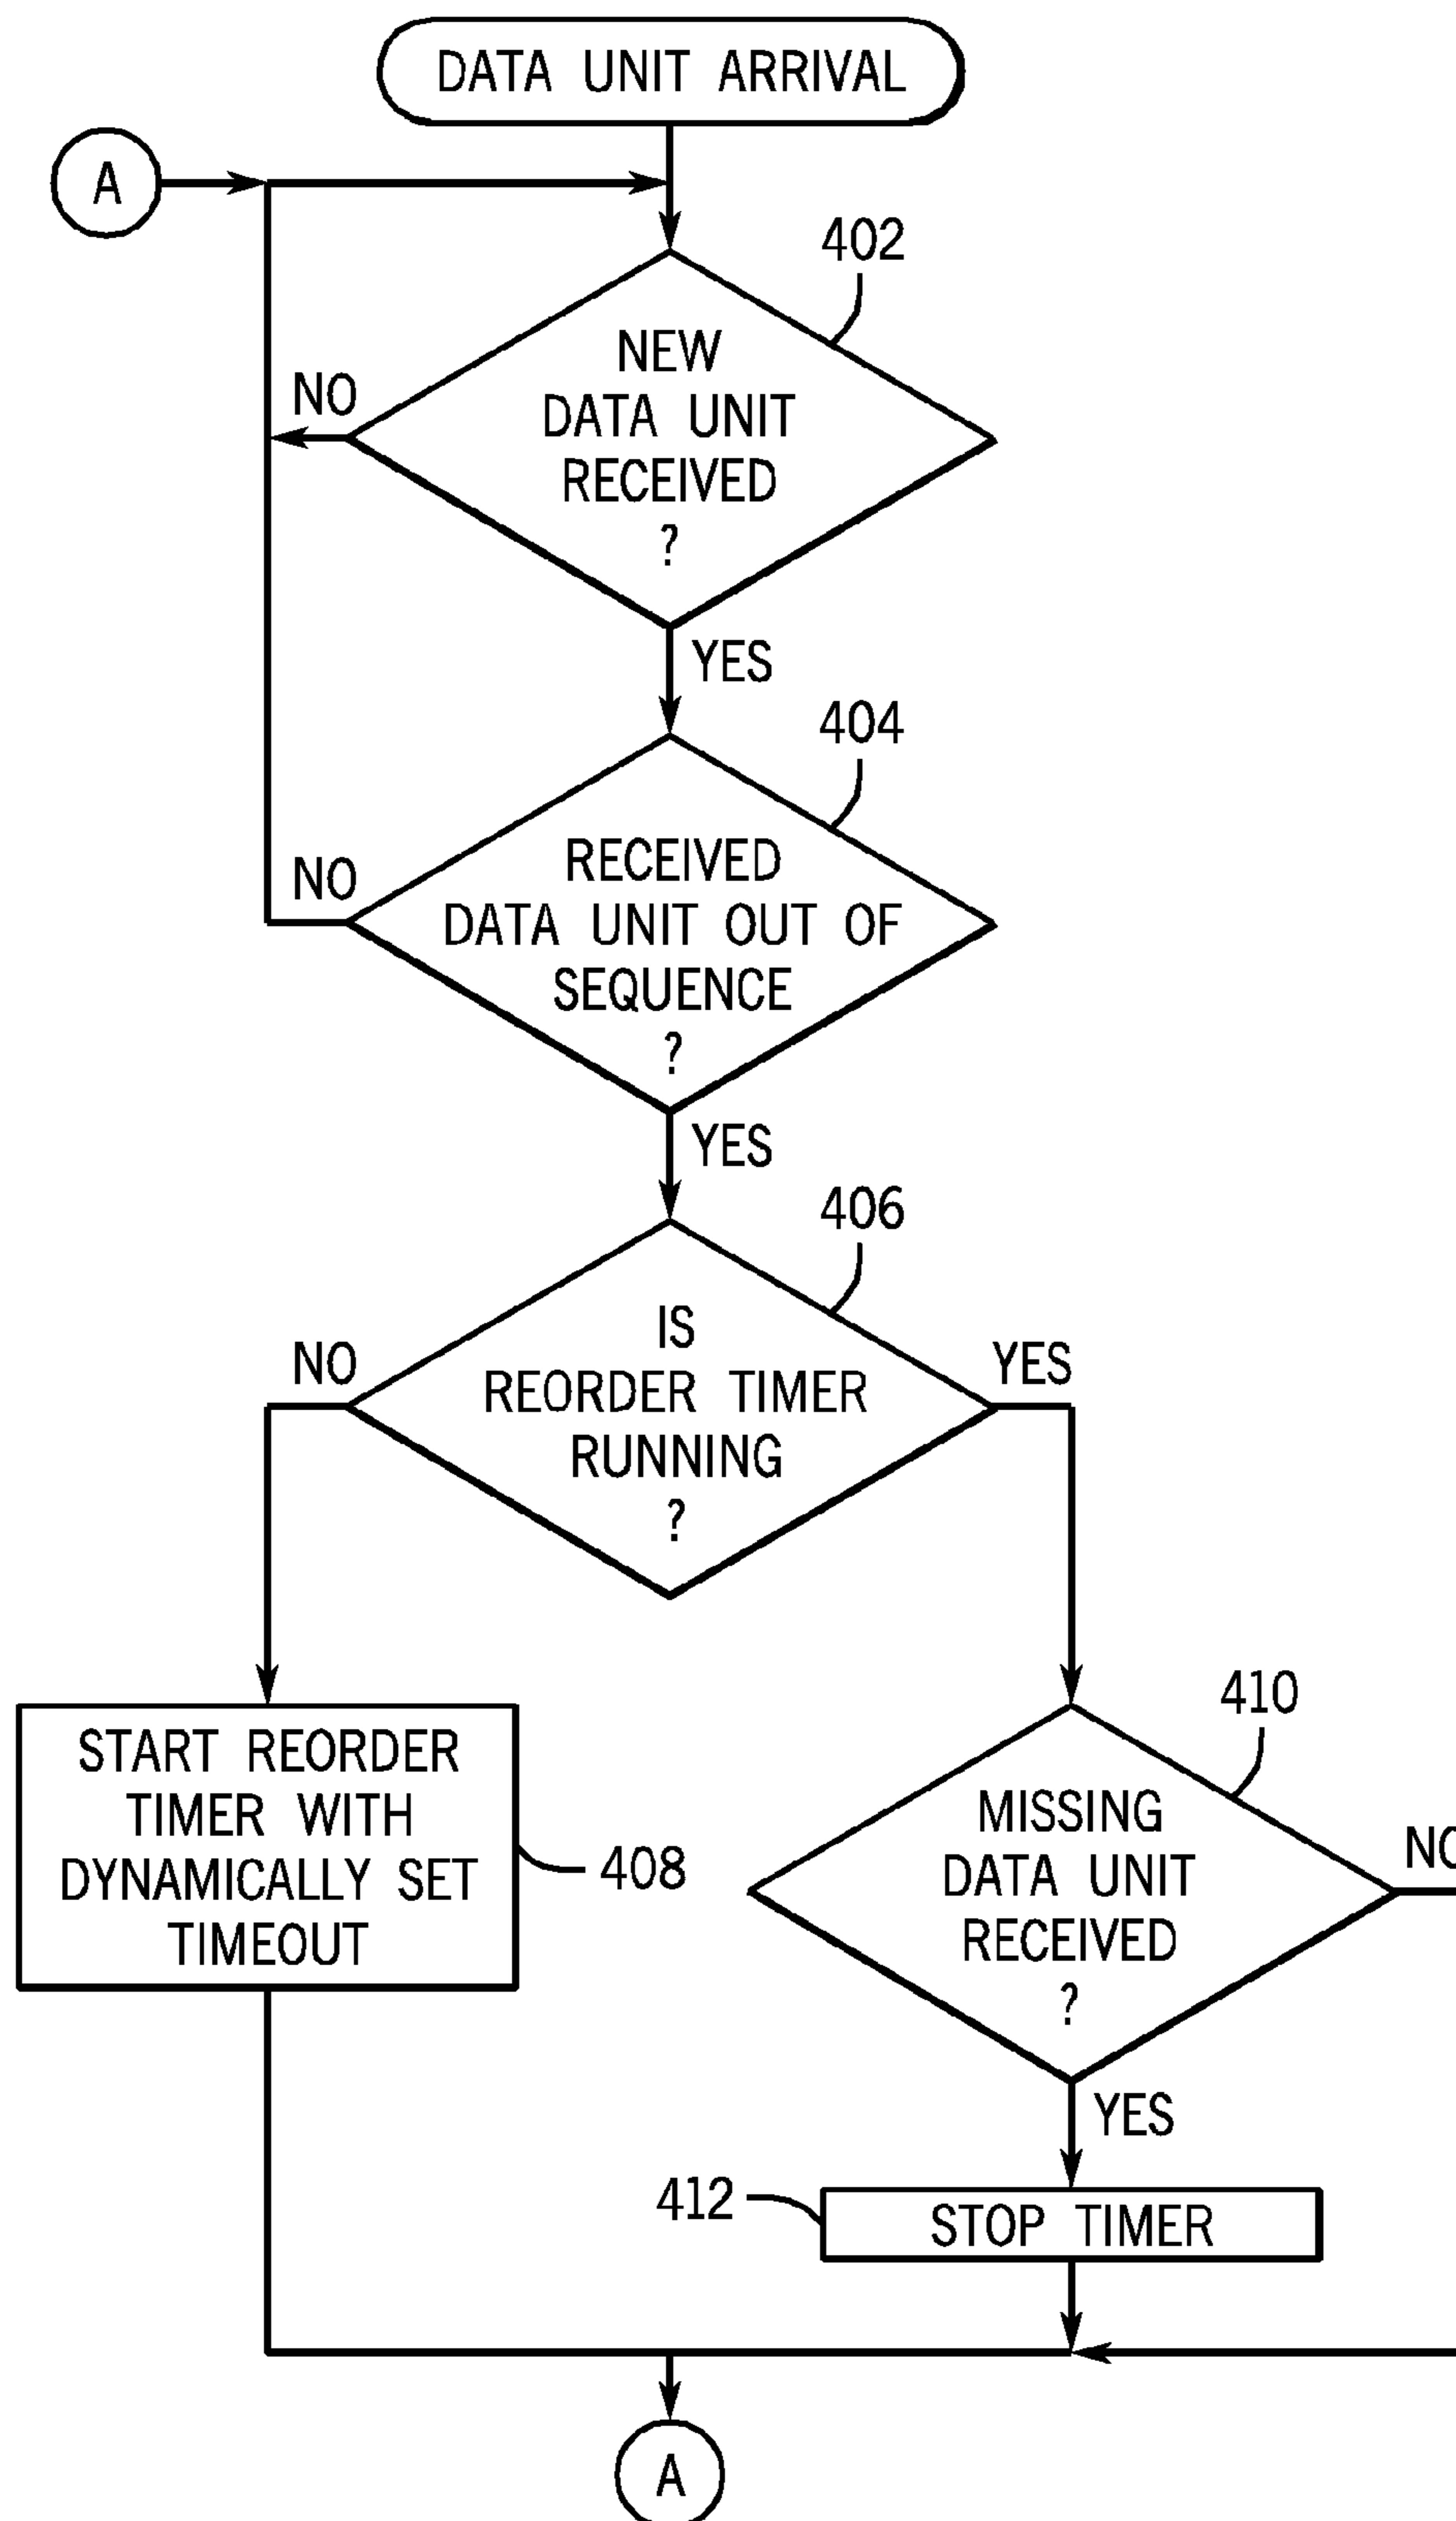 DATA UNIT ARRIVAL
A
402
NEW
DATA UNIT
RECEIVED
?
NO
YES
404
RECEIVED
DATA UNIT OUT OF
SEQUENCE
?
NO
YES
406
IS
REORDER TIMER
RUNNING
?
NO
YES
START REORDER
TIMER WITH
DYNAMICALLY SET
TIMEOUT
408
410
MISSING
DATA UNIT
RECEIVED
?
NO
YES
412
STOP TIMER
A